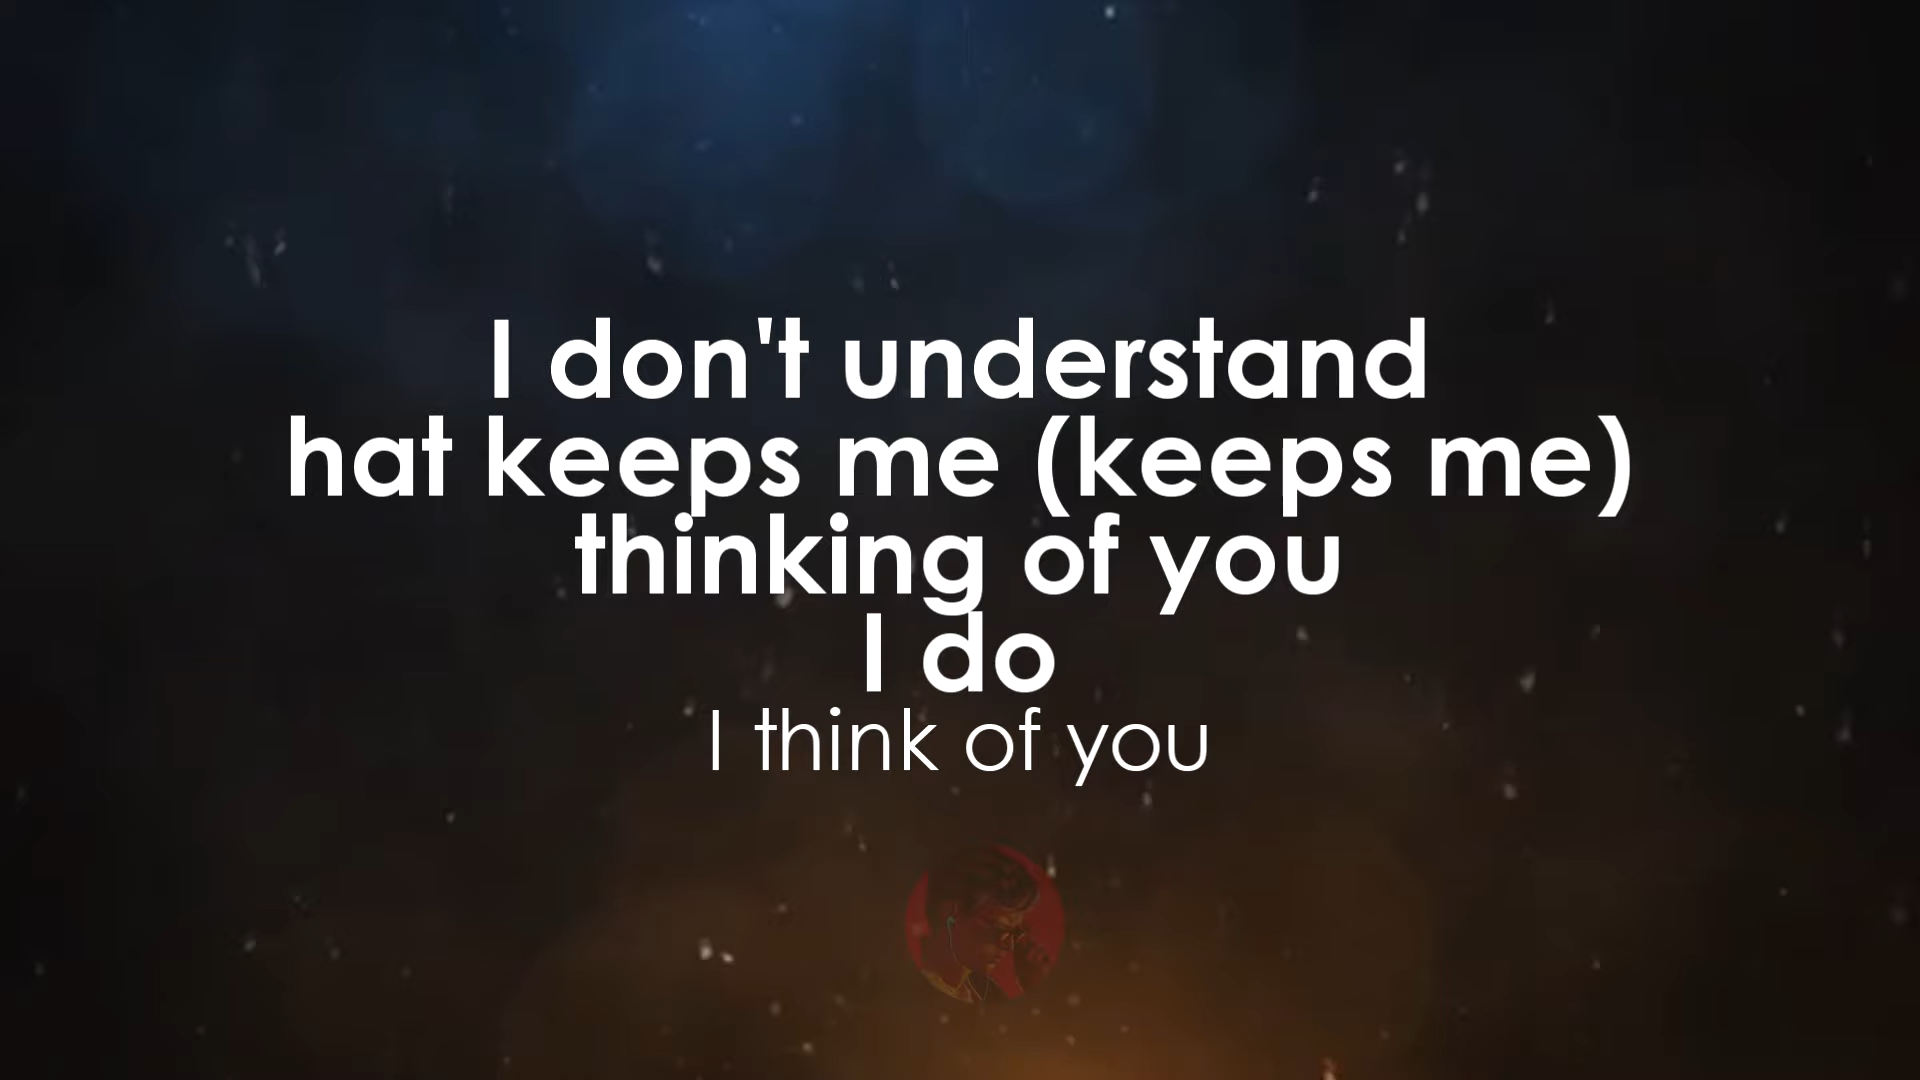 I don't understand
hat keeps me (keeps me)
thinking of you
I do
I think of you